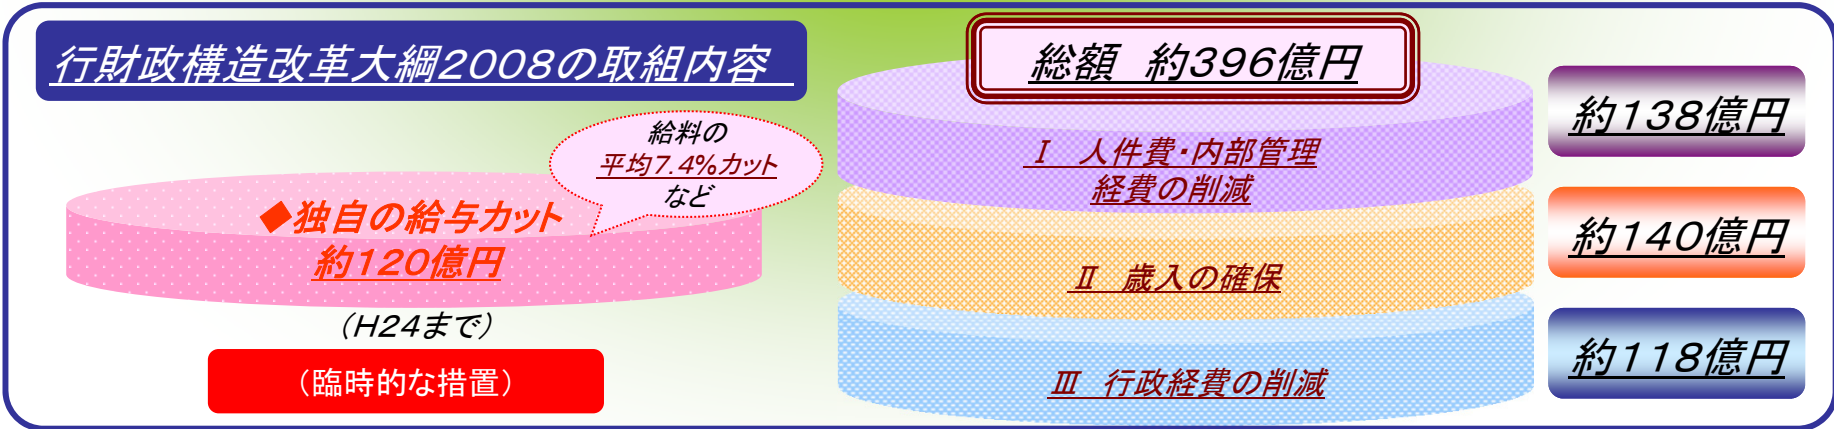 行財政構造改革大綱2008の取組内容
給料の
平均7.4%カット
など
◆独自の給与カット
約120億円
（H24まで）
（臨時的な措置）
総額　約396億円
Ⅰ　人件費・内部管理
経費の削減
約138億円
Ⅱ　歳入の確保
約140億円
Ⅲ　行政経費の削減
約118億円